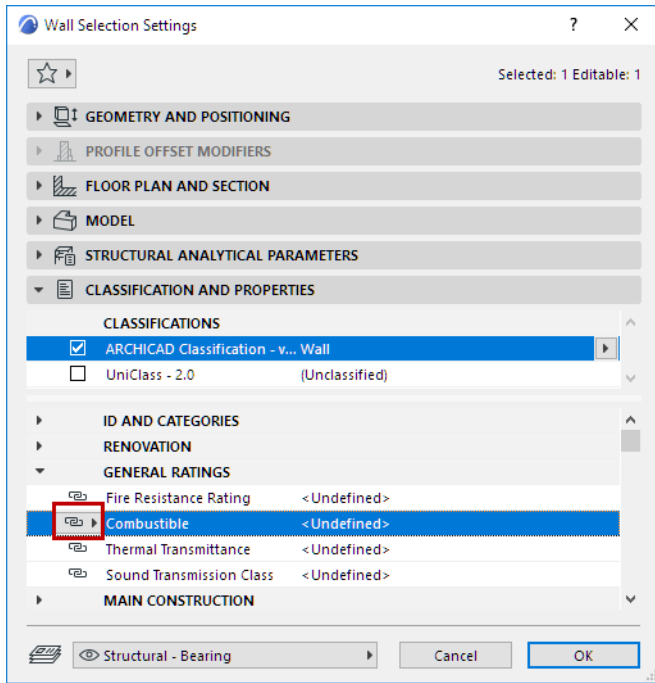 Wall Selection Settings
Selected: 1 Editable: 1
GEOMETRY AND POSITIONING
PROFILE OFFSET MODIFIERS
FLOOR PLAN AND SECTION
MODEL
STRUCTURAL ANALYTICAL PARAMETERS
CLASSIFICATION AND PROPERTIES
CLASSIFICATIONS
ARCHICAD Classification - v... Wall
UniClass - 2.0 (Unclassified)
ID AND CATEGORIES
RENOVATION
GENERAL RATINGS
Fire Resistance Rating <Undefined>
Combustible <Undefined>
Thermal Transmittance <Undefined>
Sound Transmission Class <Undefined>
MAIN CONSTRUCTION
Structural - Bearing Cancel OK